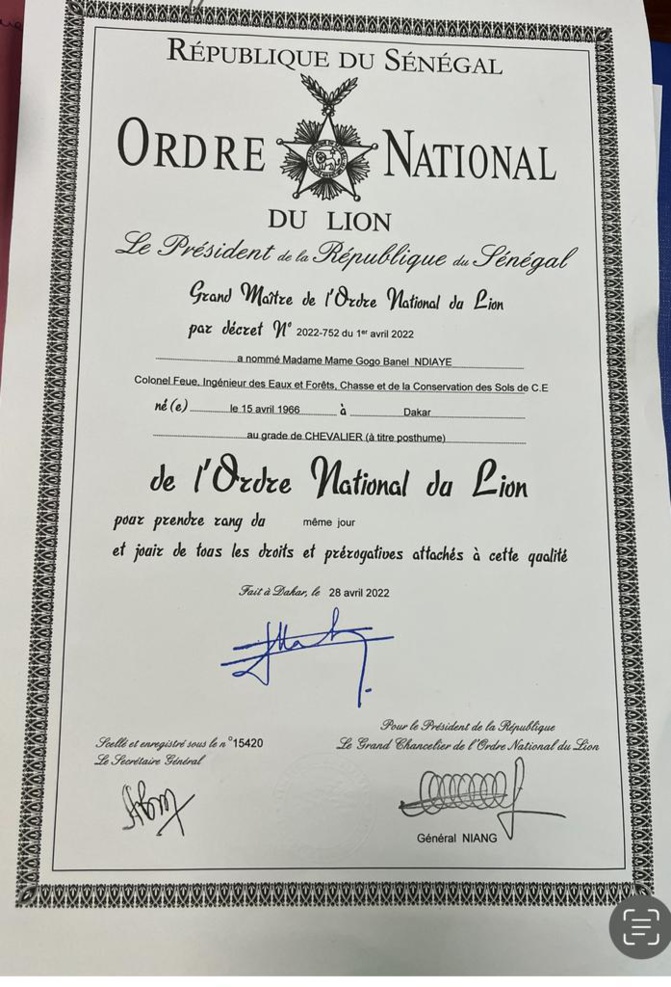 RÉPUBLIQUE DU SÉNÉGAL
ORDRE NATIONAL
DU LION
Le Président de la République du Sénégal
Grand Maître de l'Ordre National du Lion
par décret N° 2022-752 du 1er avril 2022
a nommé Madame Mame Gogo Banel NDIAYE
Colonel Feue, Ingénieur des Eaux et Forêts, Chasse et de la Conservation des Sols de C.E
né(e) le 15 avril 1966 à Dakar
au grade de CHEVALIER (à titre posthume)
de l'Ordre National du Lion
pour prendre rang du même jour
et jouir de tous les droits et prérogatives attachés à cette qualité
Fait à Dakar, le 28 avril 2022
Pour le Président de la République
Scellé et enregistré sous le n° 15420
Le Grand Chancelier de l'Ordre National du Lion
Le Secrétaire Général
Général NIANG